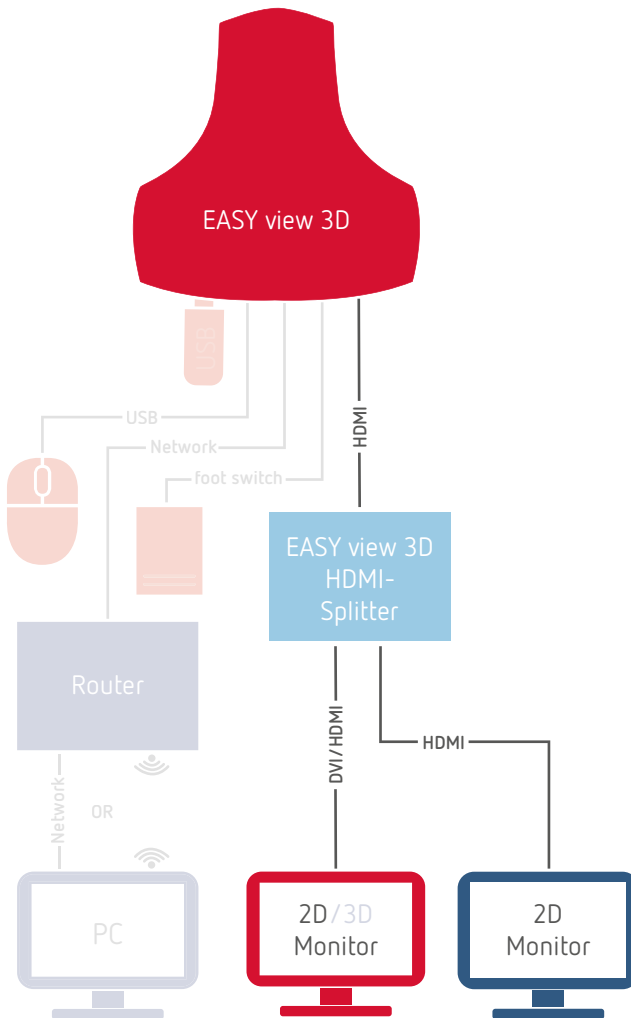 EASY view 3D
USB
USB
Network
foot switch
HDMI
EASY view 3D
HDMI-
Splitter
Router
DVI/HDMI
HDMI
Network
OR
PC
2D/3D
Monitor
2D
Monitor